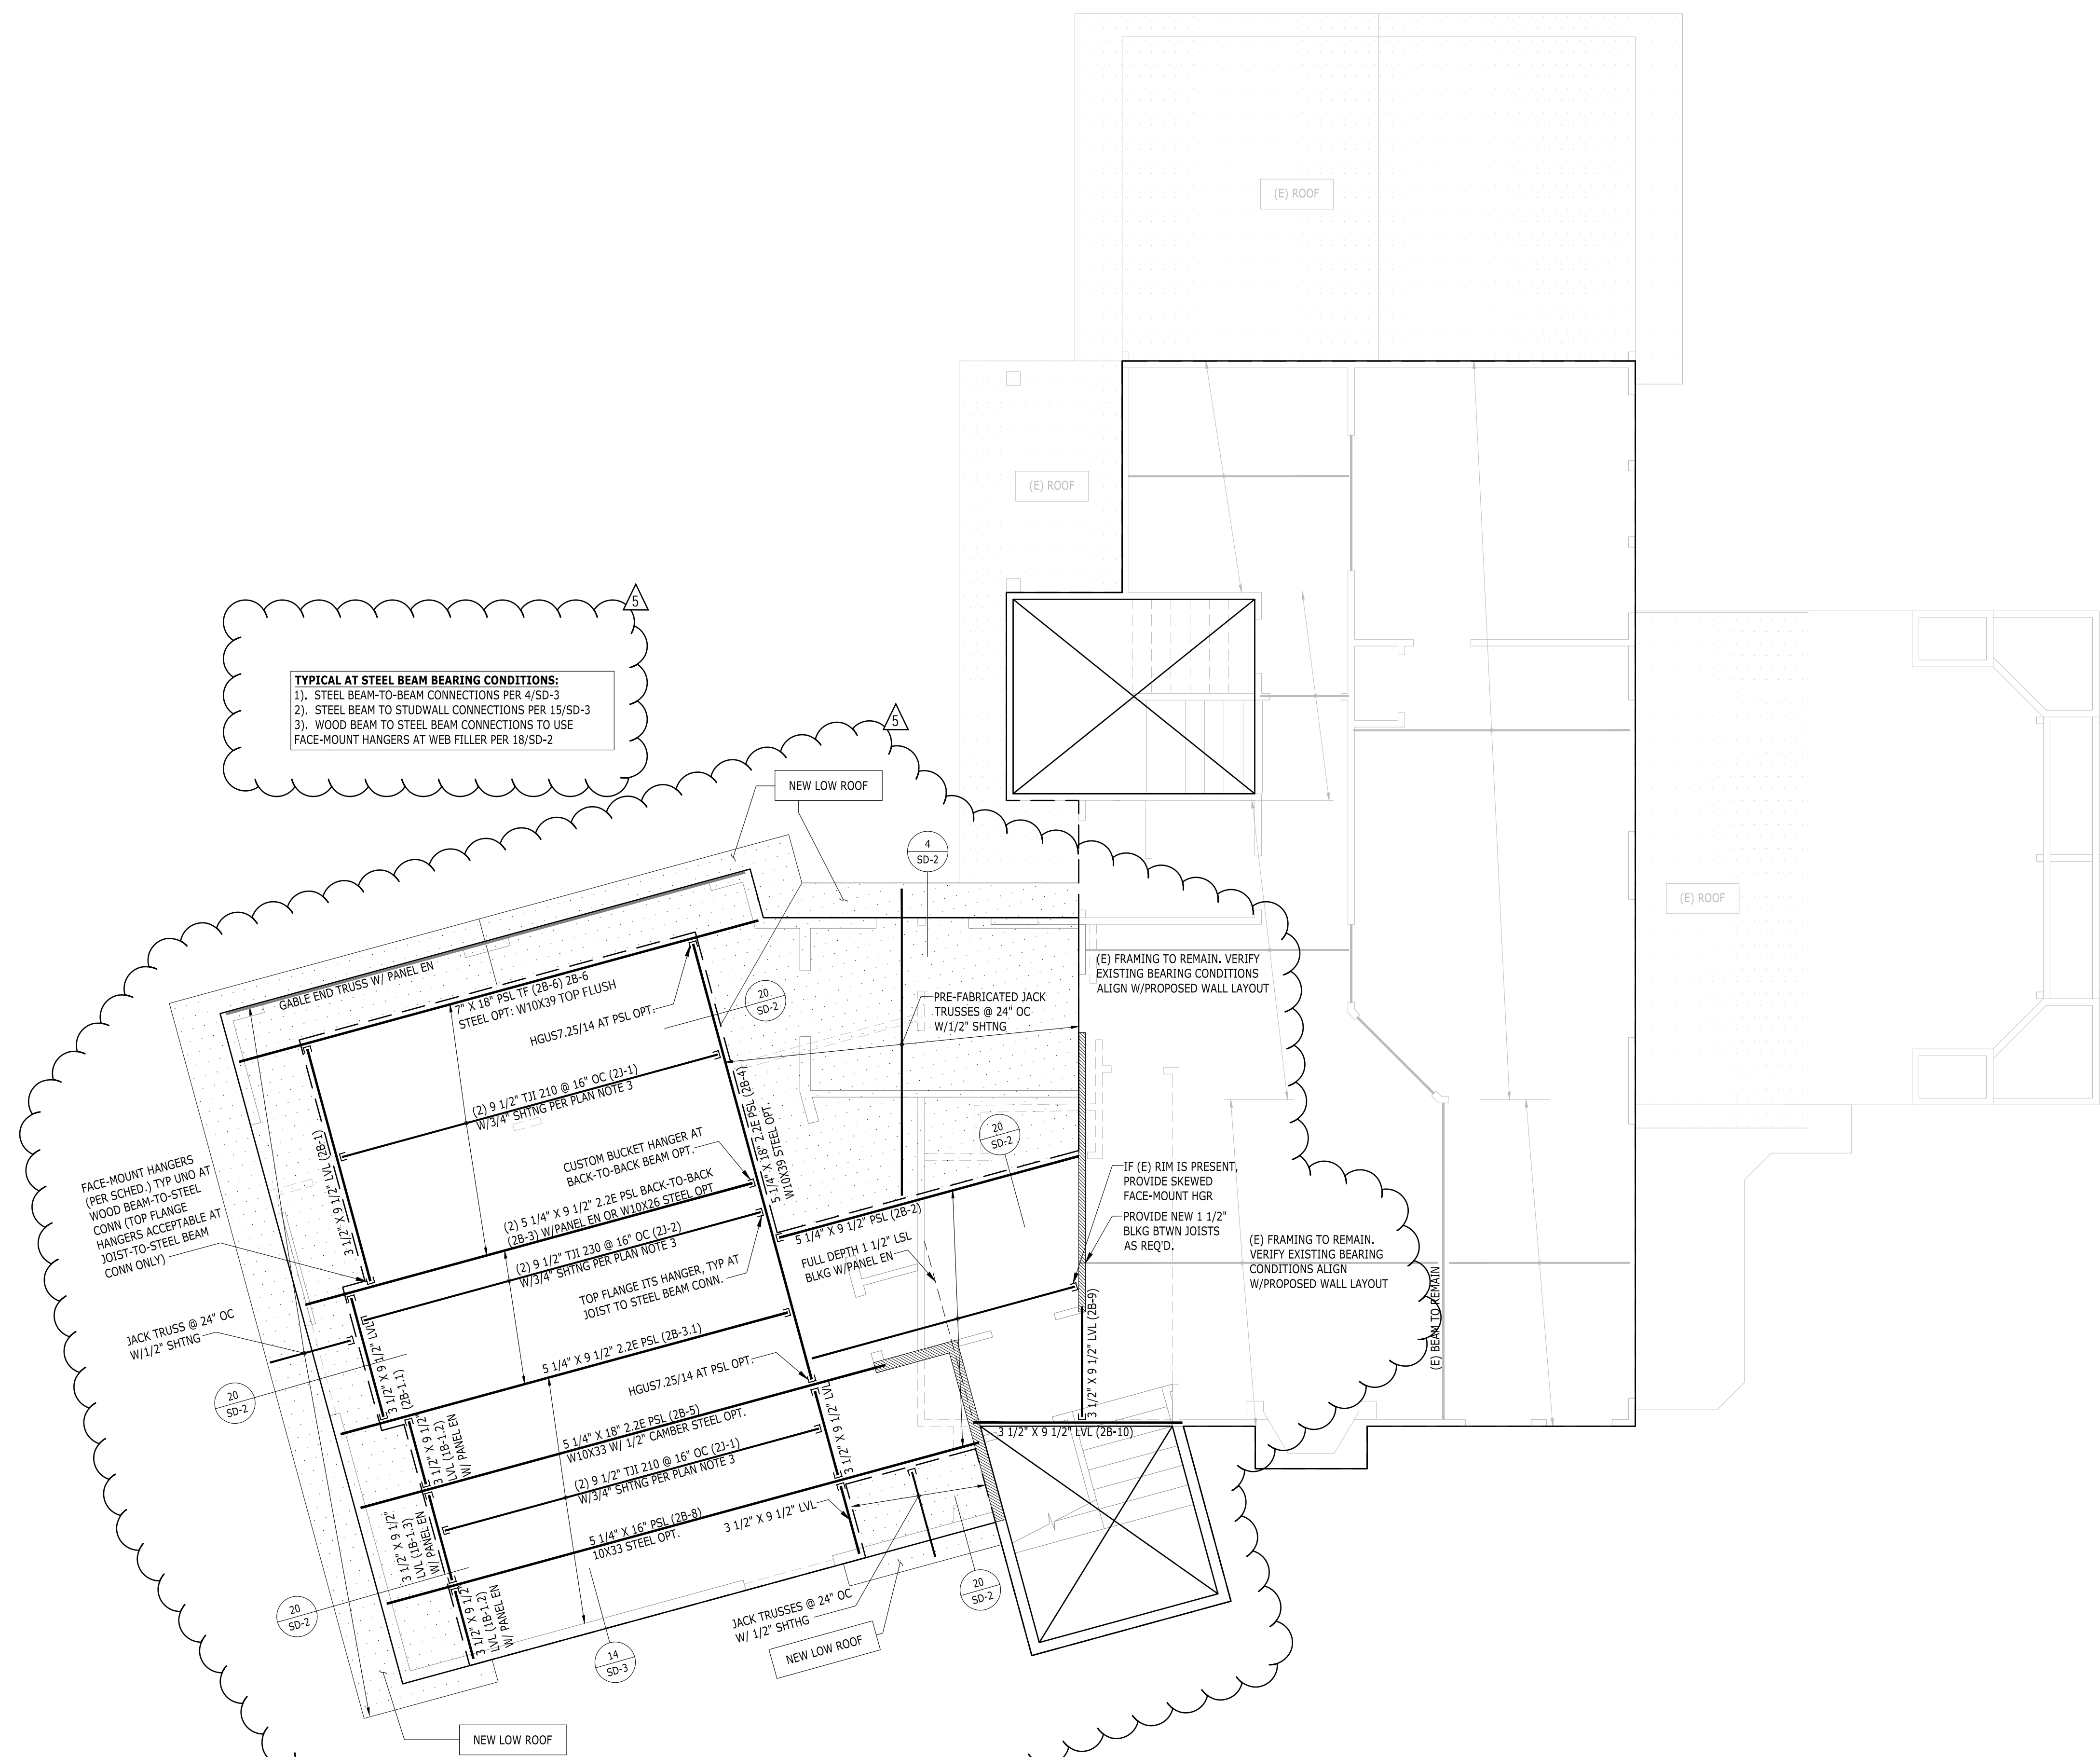 (E) ROOF
(E) ROOF
5
TYPICAL AT STEEL BEAM BEARING CONDITIONS:
1). STEEL BEAM-TO-BEAM CONNECTIONS PER 4/SD-3
2). STEEL BEAM TO STUDWALL CONNECTIONS PER 15/SD-3
3). WOOD BEAM TO STEEL BEAM CONNECTIONS TO USE
FACE-MOUNT HANGERS AT WEB FILLER PER 18/SD-2
5
NEW LOW ROOF
4
SD-2
(E) ROOF
(E) FRAMING TO REMAIN. VERIFY
EXISTING BEARING CONDITIONS
ALIGN W/PROPOSED WALL LAYOUT
GABLE END TRUSS W/ PANEL EN
7" X 18" PSL TF (2B-6) 2B-6
STEEL OPT: W10X39 TOP FLUSH
HGUS7.25/14 AT PSL OPT.
20
SD-2
PRE-FABRICATED JACK
TRUSSES @ 24" OC
W/1/2" SHTNG
(2) 9 1/2" TJI 210 @ 16" OC (2J-1)
W/3/4" SHTNG PER PLAN NOTE 3
5 1/4" X 18" 2.2E PSL (2B-4)
W10X39 STEEL OPT.
20
SD-2
3 1/2" X 9 1/2" LVL (2B-1)
CUSTOM BUCKET HANGER AT
BACK-TO-BACK BEAM OPT.
FACE-MOUNT HANGERS
(PER SCHED.) TYP UNO AT
WOOD BEAM-TO-STEEL
CONN (TOP FLANGE
HANGERS ACCEPTABLE AT
JOIST-TO-STEEL BEAM
CONN ONLY)
IF (E) RIM IS PRESENT,
PROVIDE SKEWED
FACE-MOUNT HGR
PROVIDE NEW 1 1/2"
BLKG BTWN JOISTS
AS REQ'D.
(2) 5 1/4" X 9 1/2" 2.2E PSL BACK-TO-BACK
(2B-3) W/PANEL EN OR W10X26 STEEL OPT
5 1/4" X 9 1/2" PSL (2B-2)
(2) 9 1/2" TJI 230 @ 16" OC (2J-2)
W/3/4" SHTNG PER PLAN NOTE 3
FULL DEPTH 1 1/2" LSL
BLKG W/PANEL EN
(E) FRAMING TO REMAIN.
VERIFY EXISTING BEARING
CONDITIONS ALIGN
W/PROPOSED WALL LAYOUT
TOP FLANGE ITS HANGER, TYP AT
JOIST TO STEEL BEAM CONN.
(E) BEAM TO REMAIN
3 1/2" X 9 1/2" LVL (2B-9)
JACK TRUSS @ 24" OC
W/1/2" SHTNG
3 1/2" X 9 1/2" LVL
(2B-1.1)
5 1/4" X 9 1/2" 2.2E PSL (2B-3.1)
HGUS7.25/14 AT PSL OPT.
20
SD-2
3 1/2" X 9 1/2"
LVL (1B-1.2)
W/ PANEL EN
5 1/4" X 18" 2.2E PSL (2B-5)
W10X33 W/ 1/2" CAMBER STEEL OPT.
3 1/2" X 9 1/2" LVL
3 1/2" X 9 1/2" LVL (2B-10)
(2) 9 1/2" TJI 210 @ 16" OC (2J-1)
W/3/4" SHTNG PER PLAN NOTE 3
3 1/2" X 9 1/2"
LVL (1B-1.3)
W/ PANEL EN
5 1/4" X 16" PSL (2B-8)
10X33 STEEL OPT.
3 1/2" X 9 1/2" LVL
20
SD-2
3 1/2" X 9 1/2"
LVL (1B-1.2)
W/ PANEL EN
20
SD-2
JACK TRUSSES @ 24" OC
W/ 1/2" SHTHG
NEW LOW ROOF
14
SD-3
NEW LOW ROOF